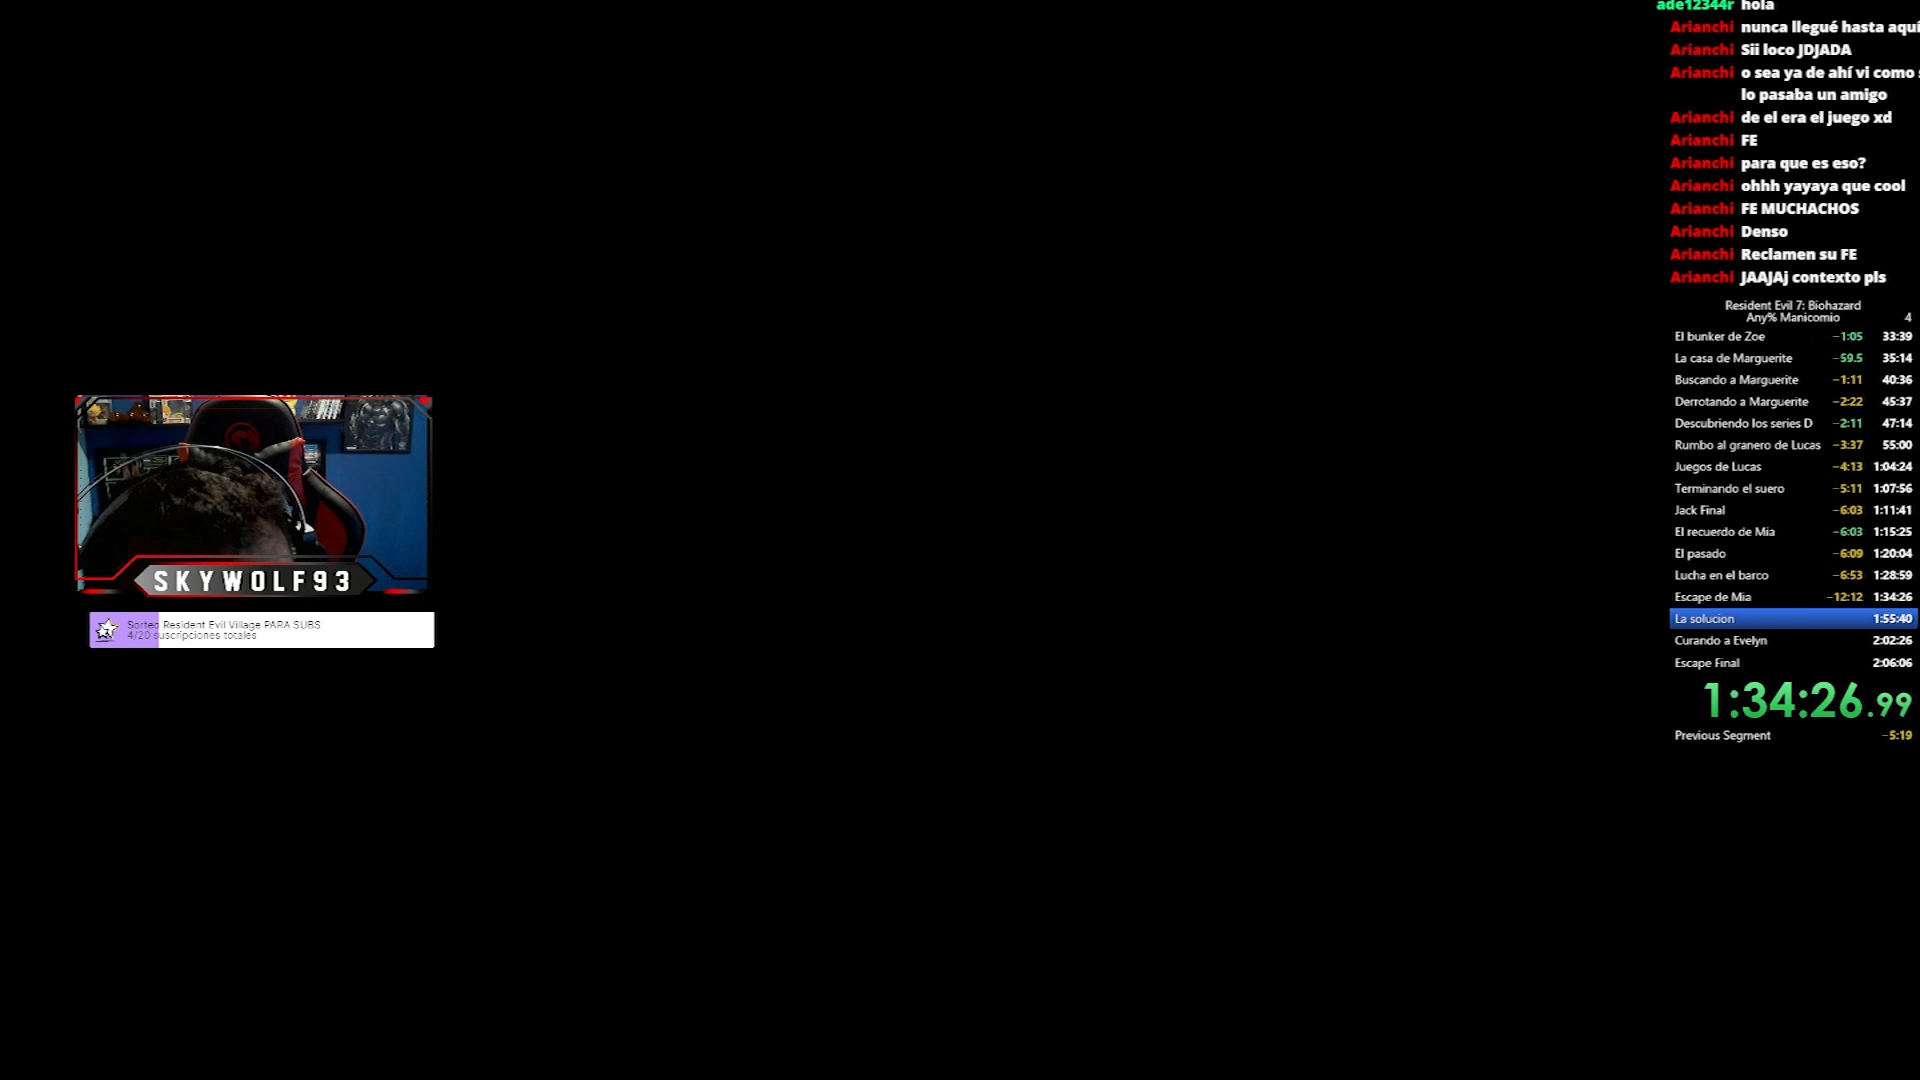 ade12344r hola
Arianchi nunca llegué hasta aquí
Arianchi Sii loco JDJADA
Arianchi o sea ya de ahí vi como
lo pasaba un amigo
Arianchi de el era el juego xd
Arianchi FE
Arianchi para que es eso?
Arianchi ohhh yayaya que cool
Arianchi FE MUCHACHOS
Arianchi Denso
Arianchi Reclamen su FE
Arianchi JAAJAj contexto pls
Resident Evil 7: Biohazard
Any% Manicomio 4
El bunker de Zoe −1:05 33:39
La casa de Marguerite −59.5 35:14
Buscando a Marguerite −1:11 40:36
Derrotando a Marguerite −2:22 45:37
Descubriendo los series D −2:11 47:14
Rumbo al granero de Lucas −3:37 55:00
Juegos de Lucas −4:13 1:04:24
Terminando el suero −5:11 1:07:56
Jack Final −6:03 1:11:41
El recuerdo de Mia −6:03 1:15:25
El pasado −6:09 1:20:04
Lucha en el barco −6:53 1:28:59
Escape de Mia −12:12 1:34:26
La solucion 1:55:40
Curando a Evelyn 2:02:26
Escape Final 2:06:06
1:34:26.99
Previous Segment −5:19
SKYWOLF93
Sorteo Resident Evil Village PARA SUBS
4/20 suscripciones totales